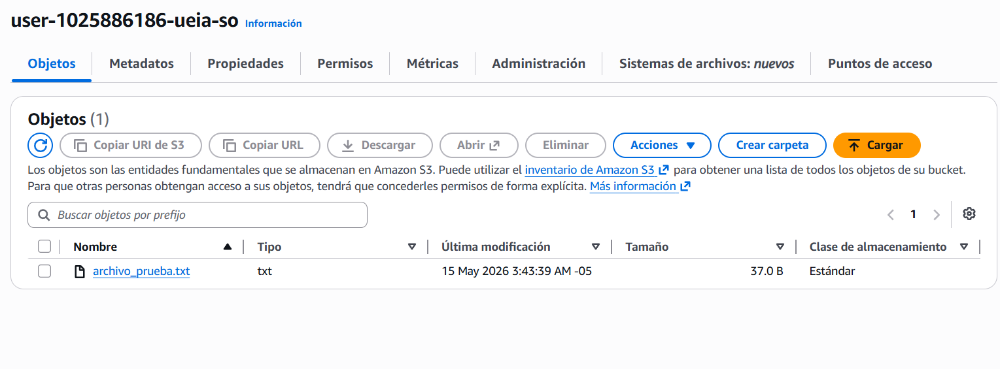 user-1025886186-ueia-so Información
Objetos Metadatos Propiedades Permisos Métricas Administración Sistemas de archivos: nuevos Puntos de acceso
Objetos (1)
Copiar URI de S3 Copiar URL Descargar Abrir Eliminar Acciones Crear carpeta Cargar
Los objetos son las entidades fundamentales que se almacenan en Amazon S3. Puede utilizar el inventario de Amazon S3 para obtener una lista de todos los objetos de su bucket.
Para que otras personas obtengan acceso a sus objetos, tendrá que concederles permisos de forma explícita. Más información
Buscar objetos por prefijo 1
Nombre Tipo Última modificación Tamaño Clase de almacenamiento
archivo_prueba.txt txt 15 May 2026 3:43:39 AM -05 37.0 B Estándar